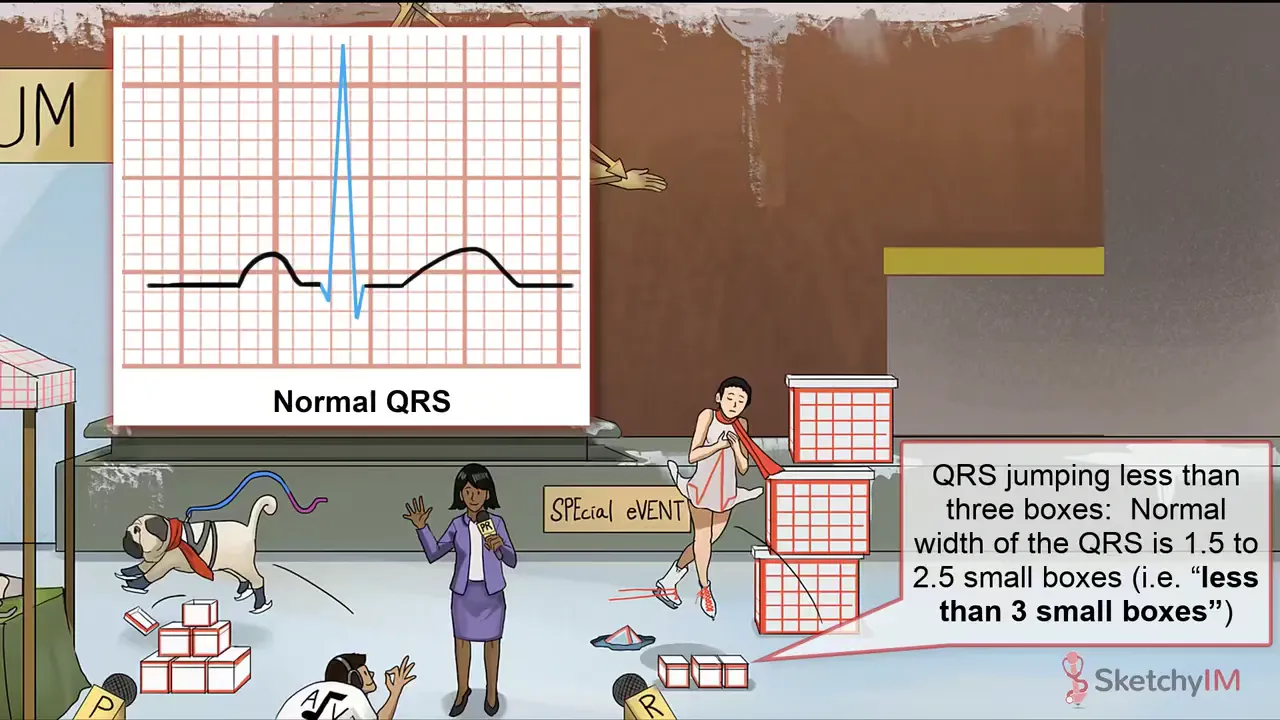 UM
Normal QRS
SPEcial eVENT
PR
QRS jumping less than
three boxes:  Normal
width of the QRS is 1.5 to
2.5 small boxes (i.e. “less
than 3 small boxes”)
P
A V
R
SketchyIM